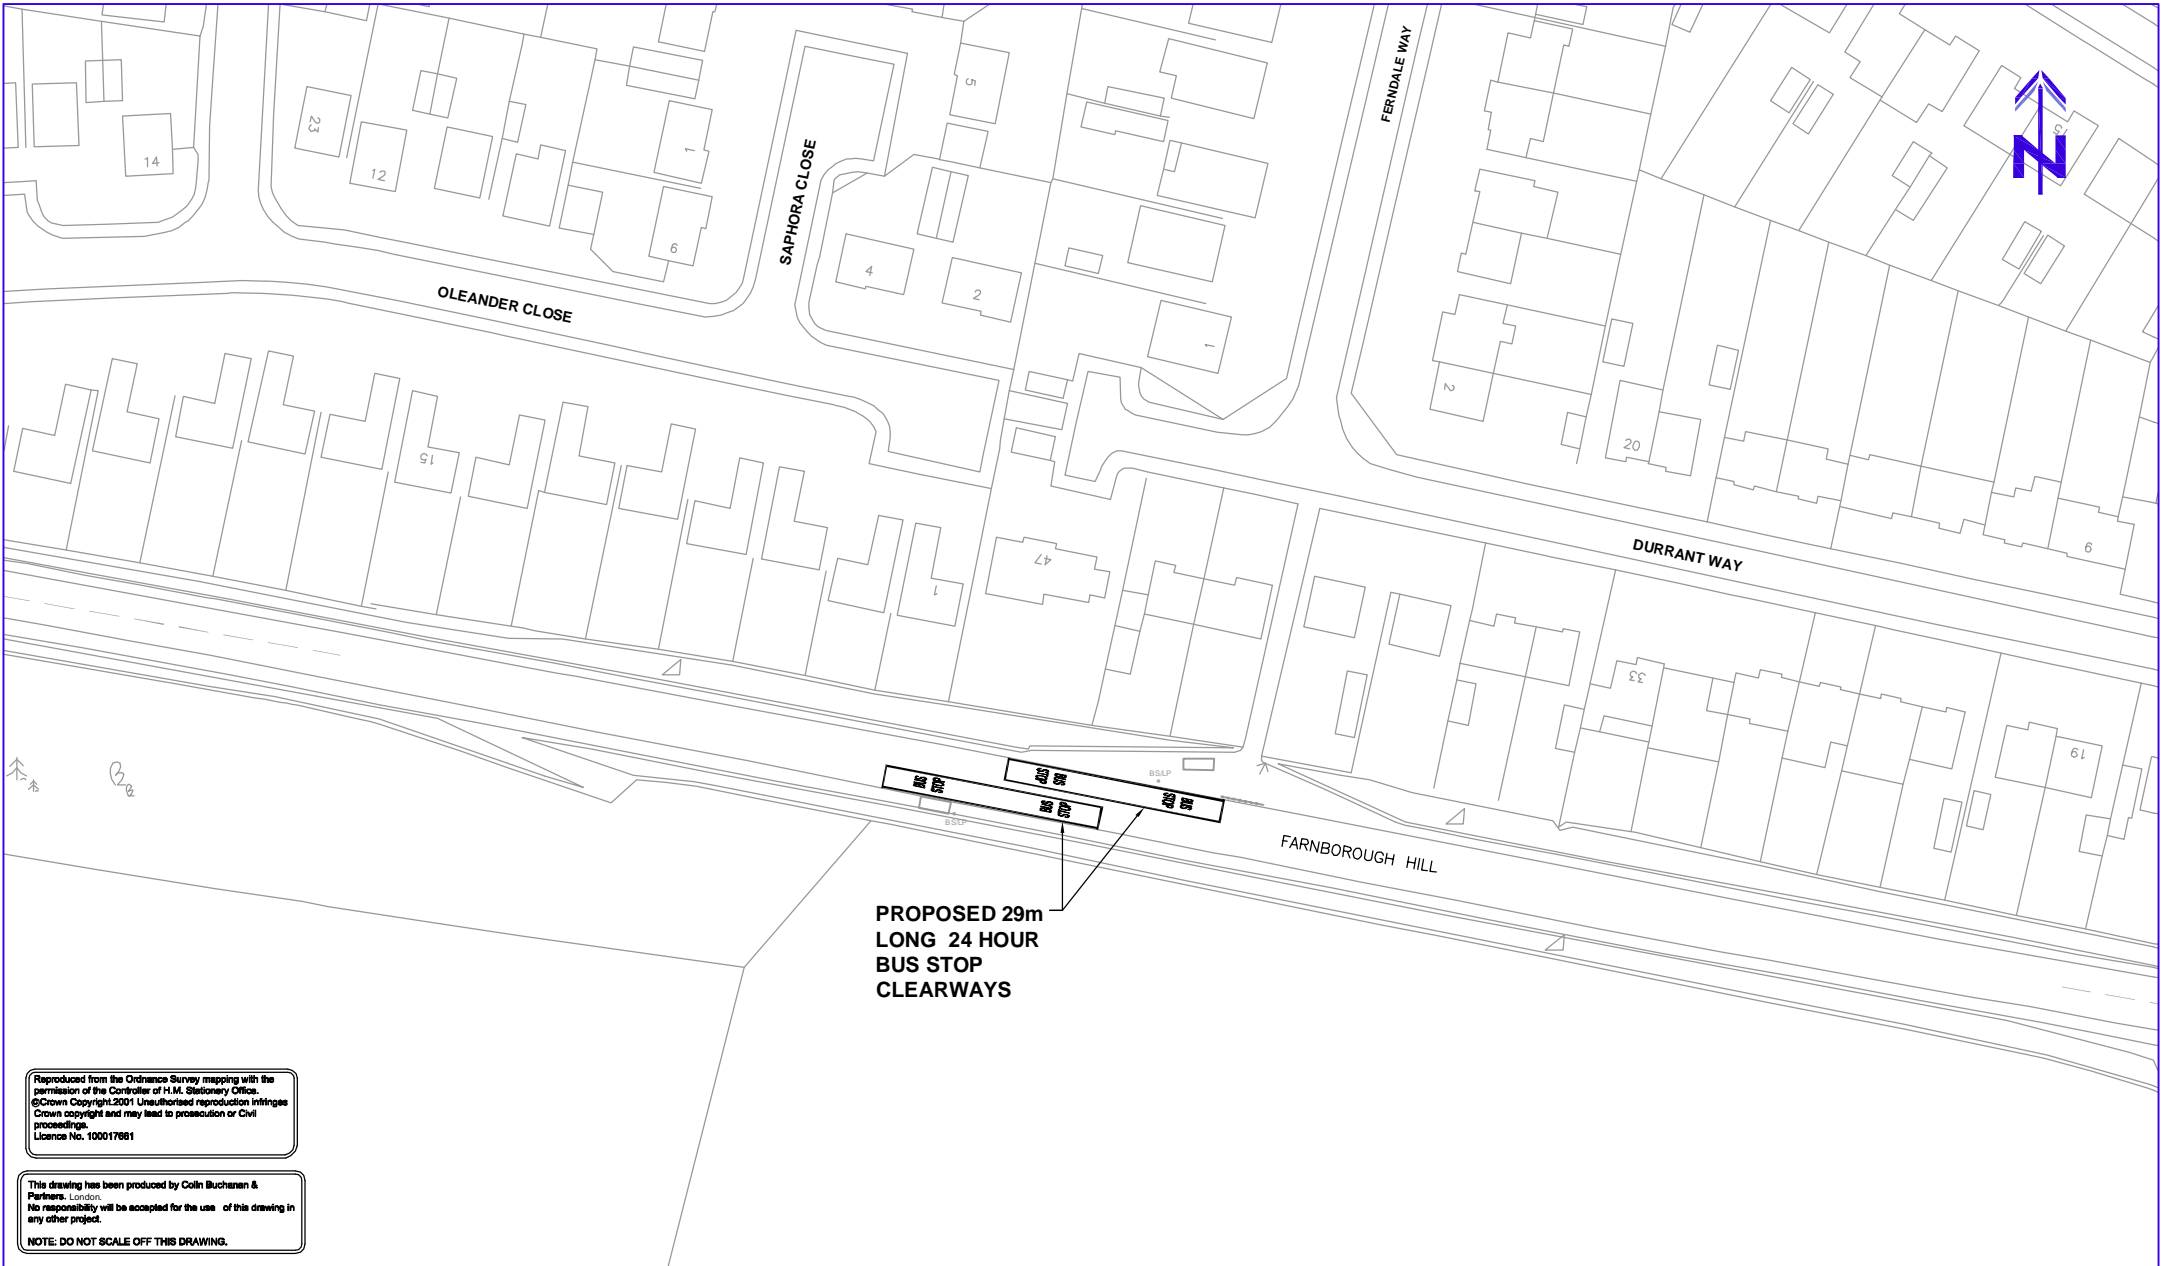 FERNDALE WAY
N
5
15
23
14
12
1
SAPHORA CLOSE
6
4
2
OLEANDER CLOSE
1
2
20
15
DURRANT WAY
9
47
1
33
19
BUS STOP
BUS STOP
BS/LP
BUS STOP
BUS STOP
BS/LP
FARNBOROUGH HILL
PROPOSED 29m
LONG 24 HOUR
BUS STOP
CLEARWAYS
Reproduced from the Ordnance Survey mapping with the
permission of the Controller of H.M. Stationery Office.
©Crown Copyright.2001 Unauthorised reproduction infringes
Crown copyright and may lead to prosecution or Civil
proceedings.
Licence No. 100017661
This drawing has been produced by Colin Buchanan &
Partners. London.
No responsibility will be accepted for the use of this drawing in
any other project.
NOTE: DO NOT SCALE OFF THIS DRAWING.